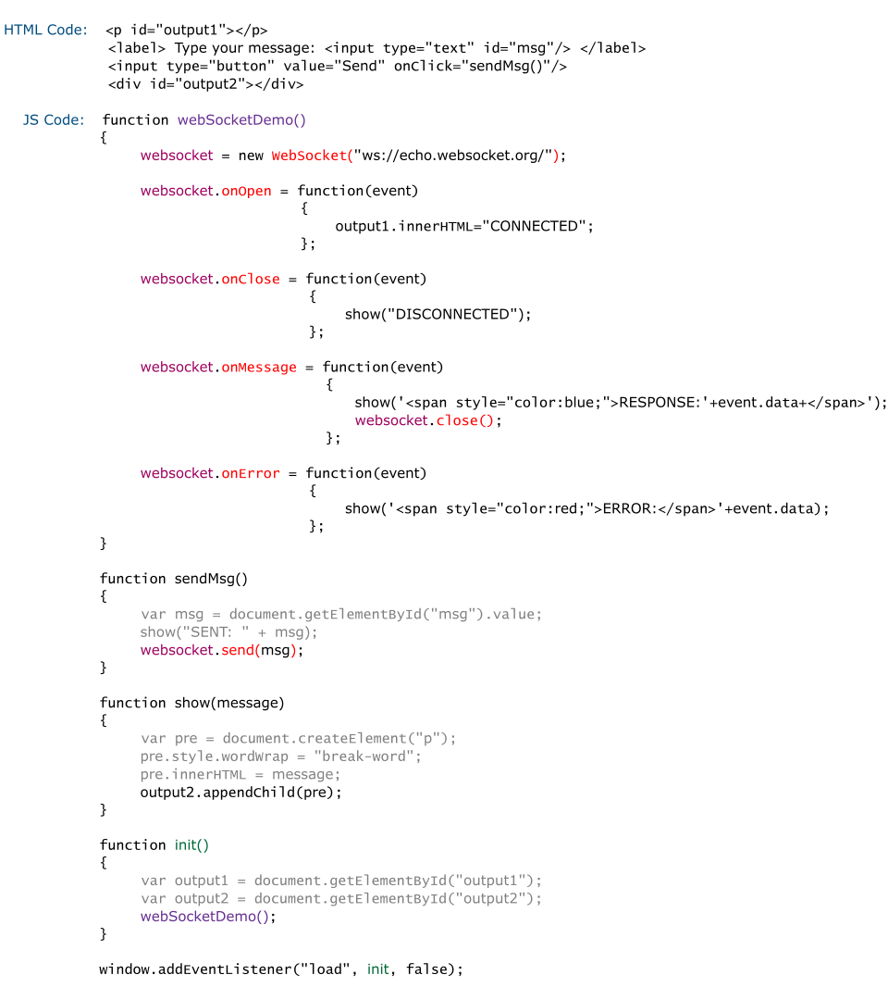 HTML Code: <p id="output1"></p>
<label> Type your message: <input type="text" id="msg"/> </label>
<input type="button" value="Send" onClick="sendMsg()"/>
<div id="output2"></div>
JS Code: function webSocketDemo()
{
websocket = new WebSocket("ws://echo.websocket.org/");
websocket.onOpen = function(event)
{
output1.innerHTML="CONNECTED";
};
websocket.onClose = function(event)
{
show("DISCONNECTED");
};
websocket.onMessage = function(event)
{
show('<span style="color:blue;">RESPONSE:'+event.data+</span>');
websocket.close();
};
websocket.onError = function(event)
{
show('<span style="color:red;">ERROR:</span>'+event.data);
};
}
function sendMsg()
{
var msg = document.getElementById("msg").value;
show("SENT: " + msg);
websocket.send(msg);
}
function show(message)
{
var pre = document.createElement("p");
pre.style.wordWrap = "break-word";
pre.innerHTML = message;
output2.appendChild(pre);
}
function init()
{
var output1 = document.getElementById("output1");
var output2 = document.getElementById("output2");
webSocketDemo();
}
window.addEventListener("load", init, false);